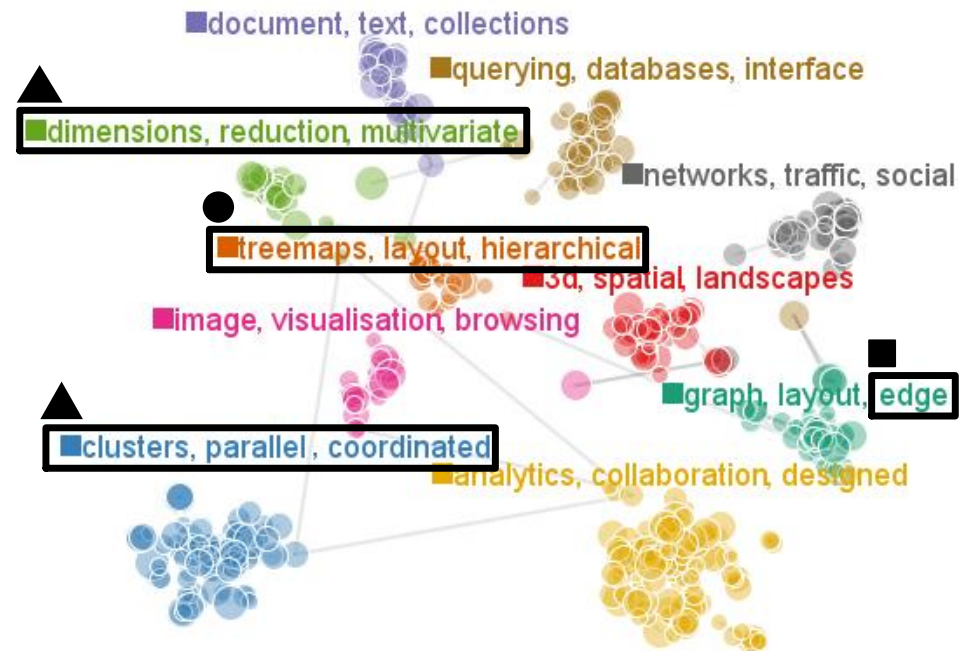 document, text, collections
querying, databases, interface
dimensions, reduction, multivariate
networks, traffic, social
treemaps, layout, hierarchical
3d, spatial, landscapes
image, visualisation, browsing
graph, layout, edge
clusters, parallel, coordinated
analytics, collaboration, designed